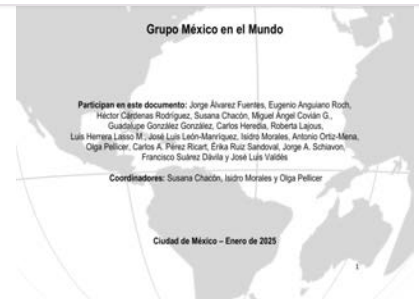 Grupo México en el Mundo
Participan en este documento: Jorge Álvarez Fuentes, Eugenio Anguiano Roch,
Héctor Cárdenas Rodríguez, Susana Chacón, Miguel Ángel Covián G.,
Guadalupe González González, Carlos Heredia, Roberta Lajous,
Luis Herrera Lasso M., José Luis León-Manríquez, Isidro Morales, Antonio Ortiz-Mena,
Olga Pellicer, Carlos A. Pérez Ricart, Érika Ruiz Sandoval, Jorge A. Schiavon,
Francisco Suárez Dávila y José Luis Valdés
Coordinadores: Susana Chacón, Isidro Morales y Olga Pellicer
Ciudad de México – Enero de 2025
1